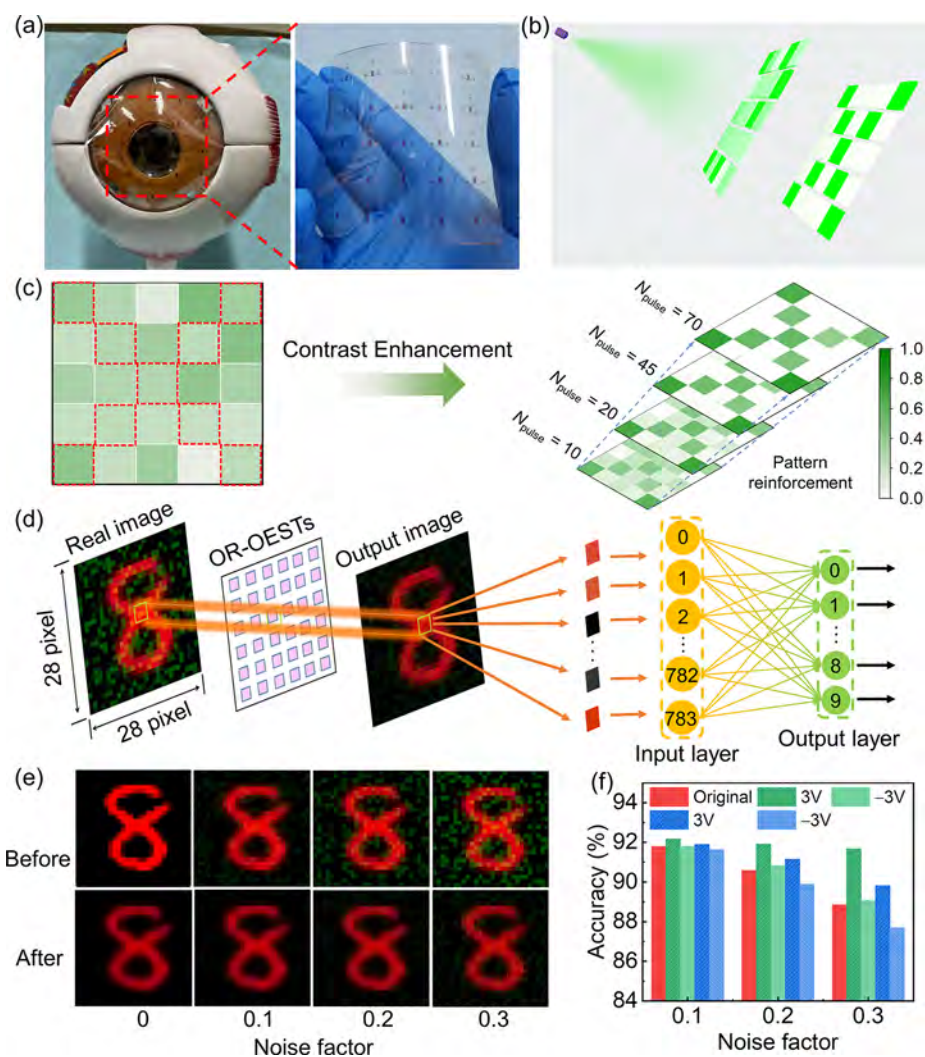 (a)
(b)
(c)
Contrast Enhancement
N_pulse = 70
N_pulse = 45
N_pulse = 20
N_pulse = 10
Pattern
reinforcement
1.0
0.8
0.6
0.4
0.2
0.0
(d)
Real image
OR-OESTs
Output image
28 pixel
28 pixel
0
1
2
782
783
Input layer
0
1
8
9
Output layer
(e)
Before
After
0 0.1 0.2 0.3
Noise factor
(f)
Original 3V −3V
3V −3V
Accuracy (%)
94
92
90
88
86
84
0.1 0.2 0.3
Noise factor